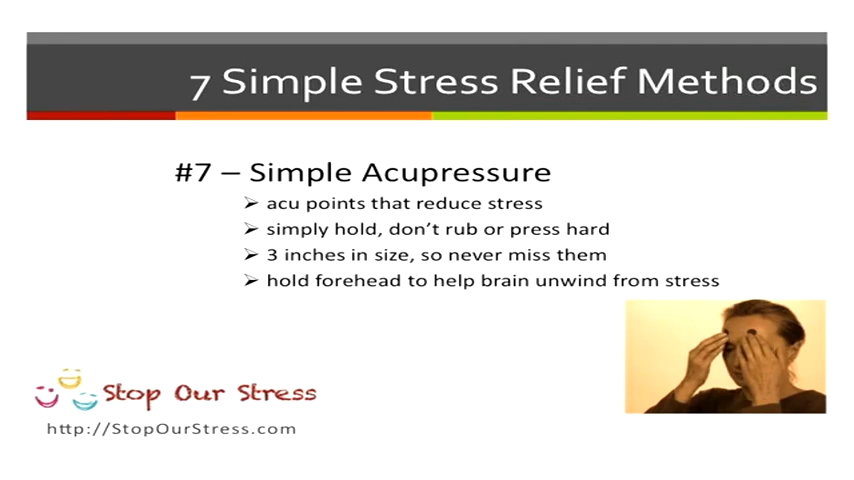 7 Simple Stress Relief Methods
#7 – Simple Acupressure
➢ acu points that reduce stress
➢ simply hold, don't rub or press hard
➢ 3 inches in size, so never miss them
➢ hold forehead to help brain unwind from stress
Stop Our Stress
http://StopOurStress.com